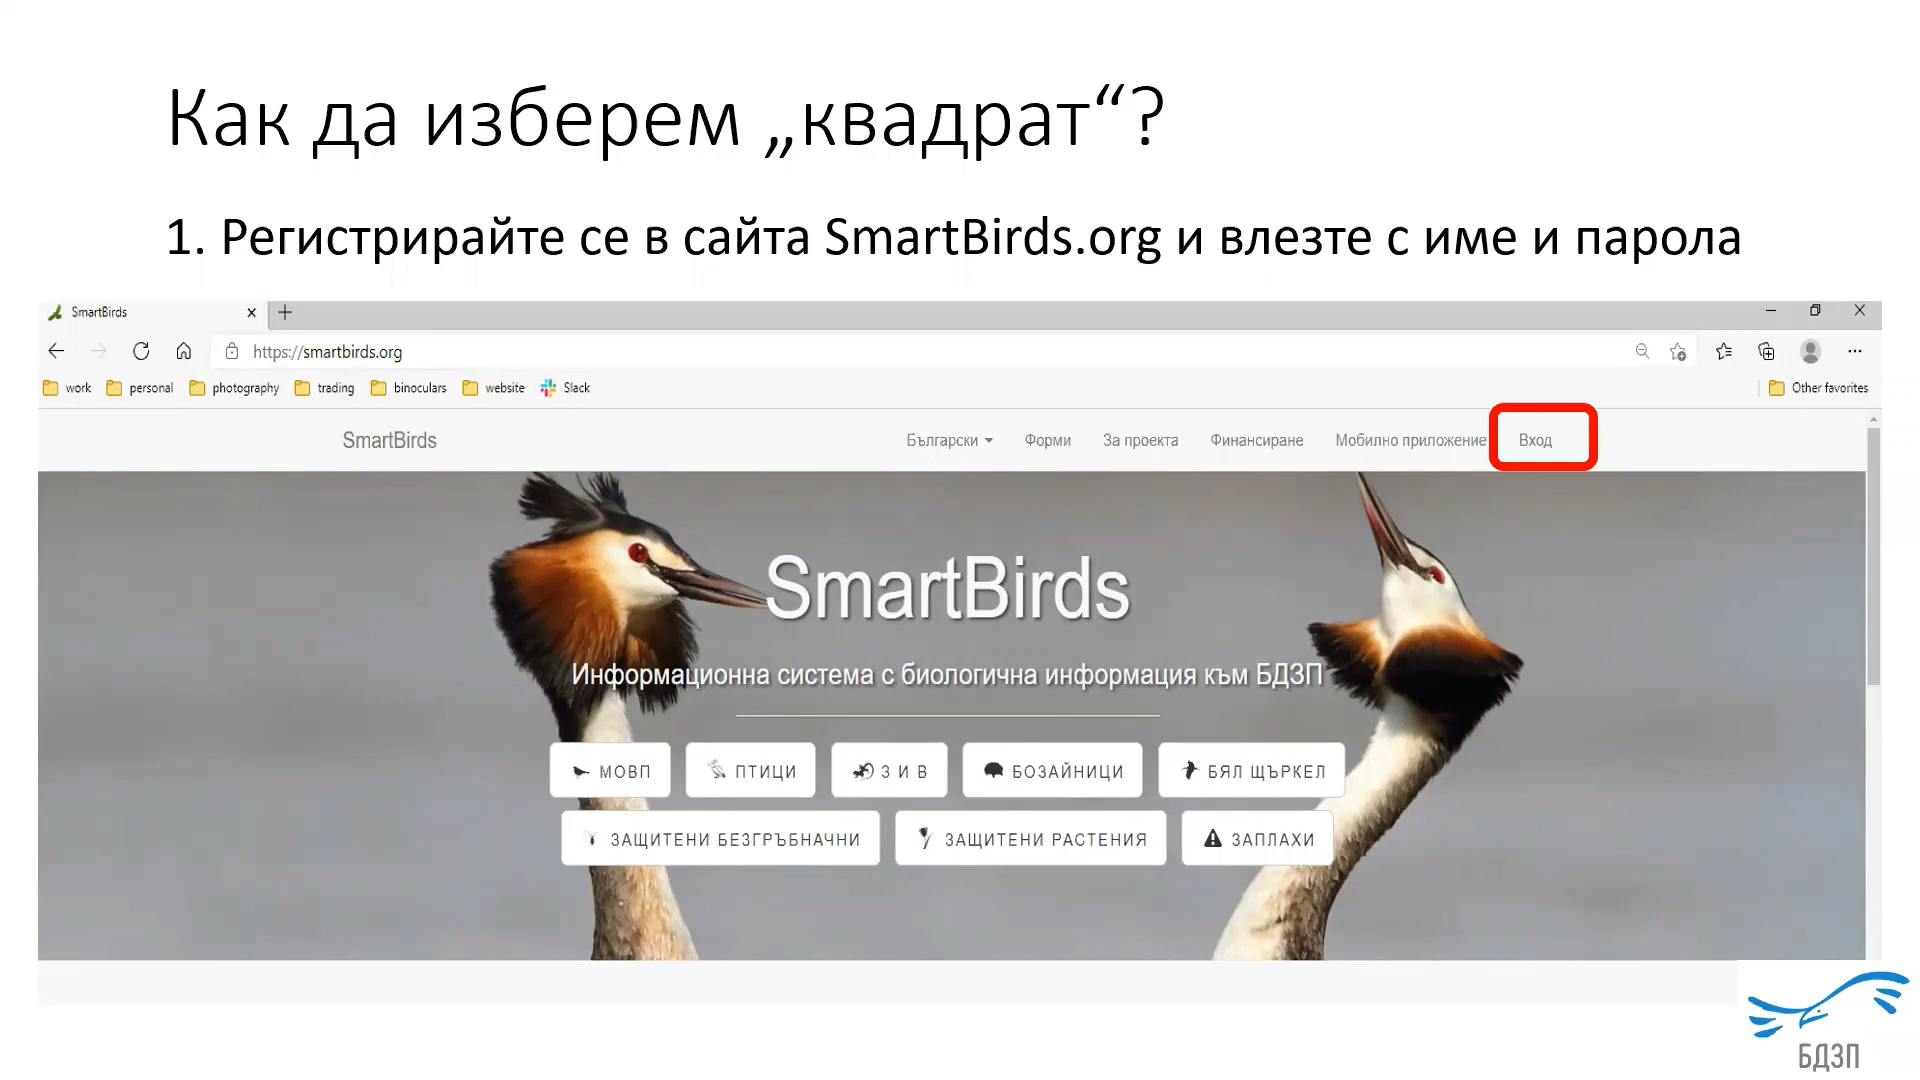 Как да изберем „квадрат“?
1. Регистрирайте се в сайта SmartBirds.org и влезте с име и парола
SmartBirds
https://smartbirds.org
work personal photography trading binoculars website Slack Other favorites
SmartBirds Български Форми За проекта Финансиране Мобилно приложение Вход
SmartBirds
Информационна система с биологична информация към БДЗП
МОВП ПТИЦИ З И В БОЗАЙНИЦИ БЯЛ ЩЪРКЕЛ
ЗАЩИТЕНИ БЕЗГРЪБНАЧНИ ЗАЩИТЕНИ РАСТЕНИЯ ЗАПЛАХИ
БДЗП